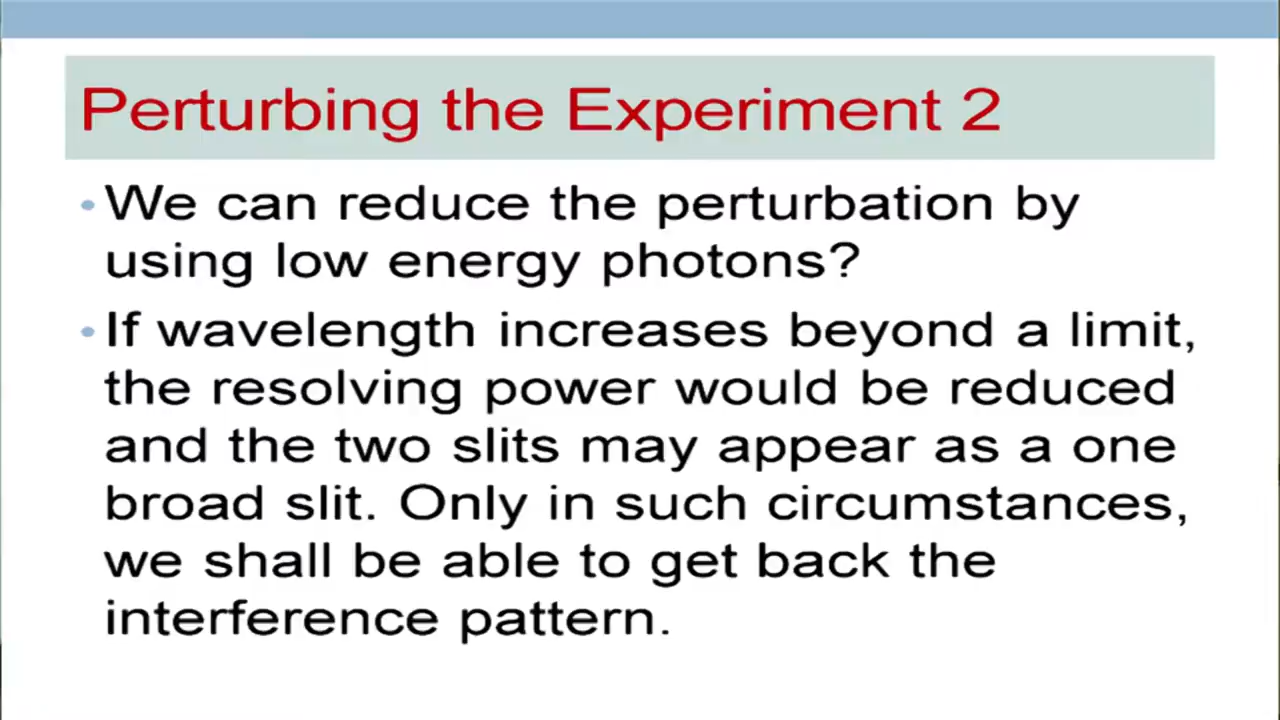 Perturbing the Experiment 2
•We can reduce the perturbation by
using low energy photons?
•If wavelength increases beyond a limit,
the resolving power would be reduced
and the two slits may appear as a one
broad slit. Only in such circumstances,
we shall be able to get back the
interference pattern.